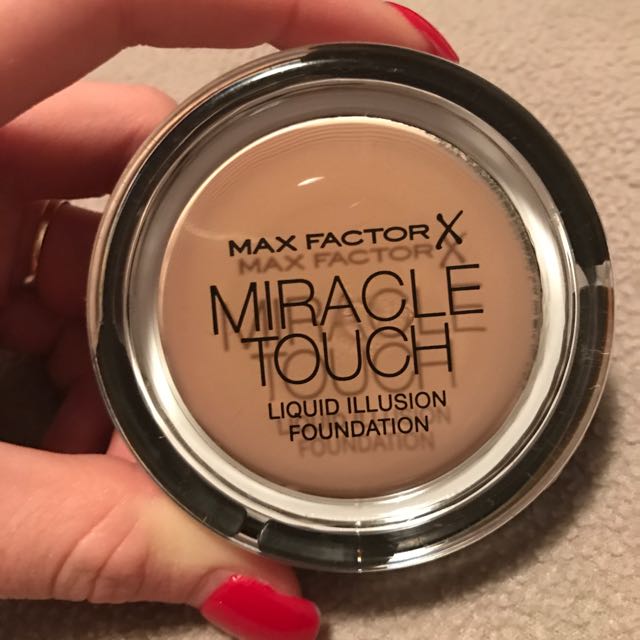 MAX FACTOR X
MIRACLE
TOUCH
LIQUID ILLUSION
FOUNDATION